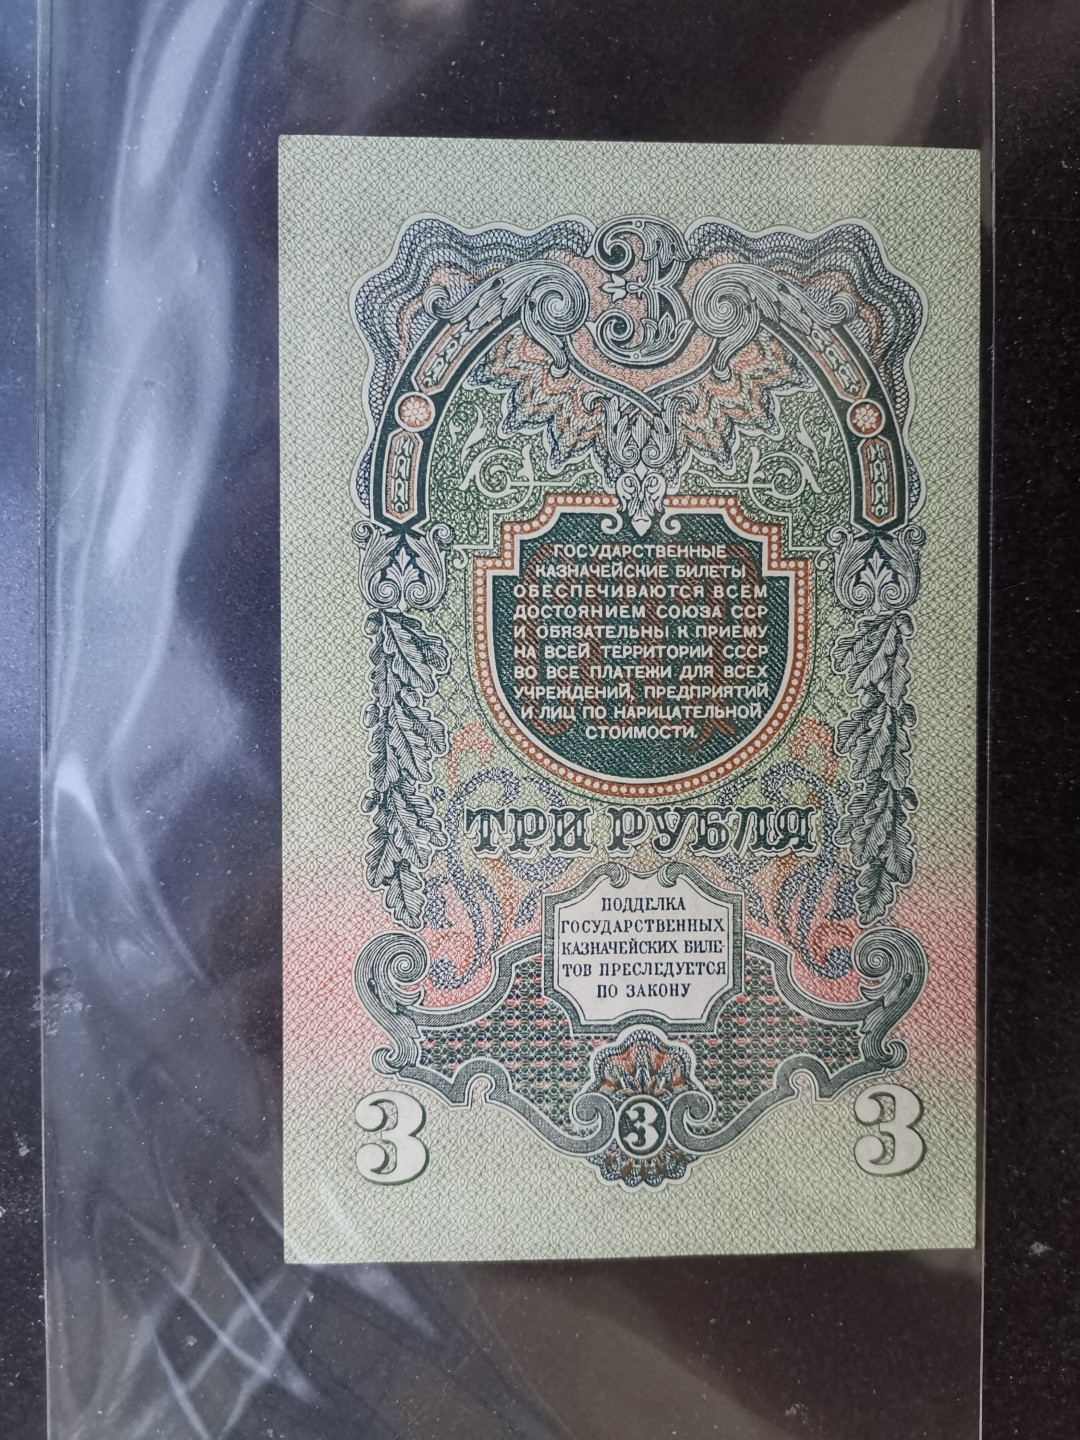 3
ГОСУДАРСТВЕННЫЕ
КАЗНАЧЕЙСКИЕ БИЛЕТЫ
ОБЕСПЕЧИВАЮТСЯ ВСЕМ
ДОСТОЯНИЕМ СОЮЗА ССР
И ОБЯЗАТЕЛЬНЫ К ПРИЕМУ
НА ВСЕЙ ТЕРРИТОРИИ СССР
ВО ВСЕ ПЛАТЕЖИ ДЛЯ ВСЕХ
УЧРЕЖДЕНИЙ, ПРЕДПРИЯТИЙ
И ЛИЦ ПО НАРИЦАТЕЛЬНОЙ
СТОИМОСТИ.
ТРИ РУБЛЯ
ПОДДЕЛКА
ГОСУДАРСТВЕННЫХ
КАЗНАЧЕЙСКИХ БИЛЕ-
ТОВ ПРЕСЛЕДУЕТСЯ
ПО ЗАКОНУ
3 3 3